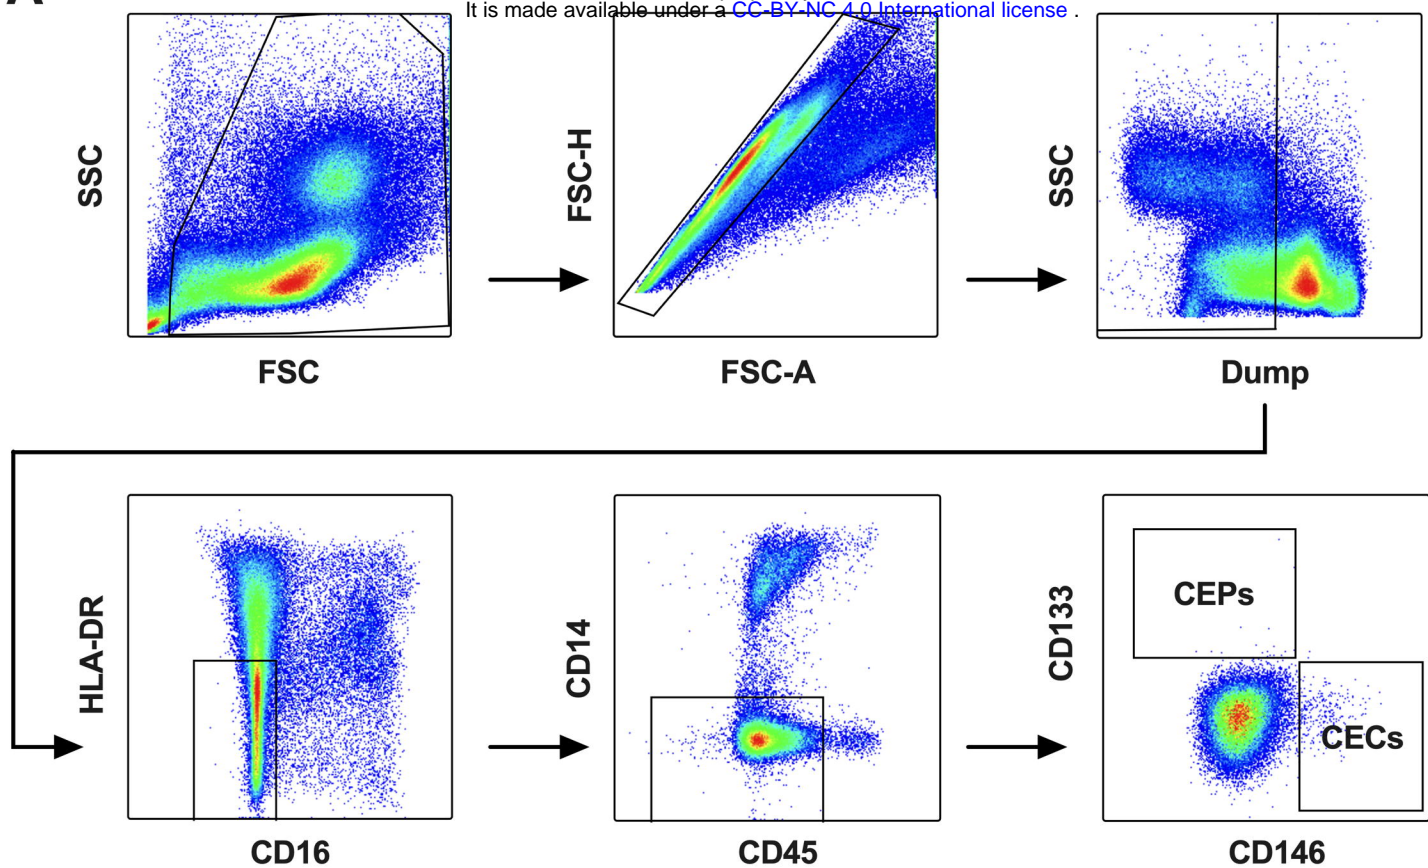 It is made available under a CC-BY-NC 4.0 International license .
SSC
FSC
FSC-H
FSC-A
SSC
Dump
HLA-DR
CD16
CD14
CD45
CD133
CEPs
CECs
CD146